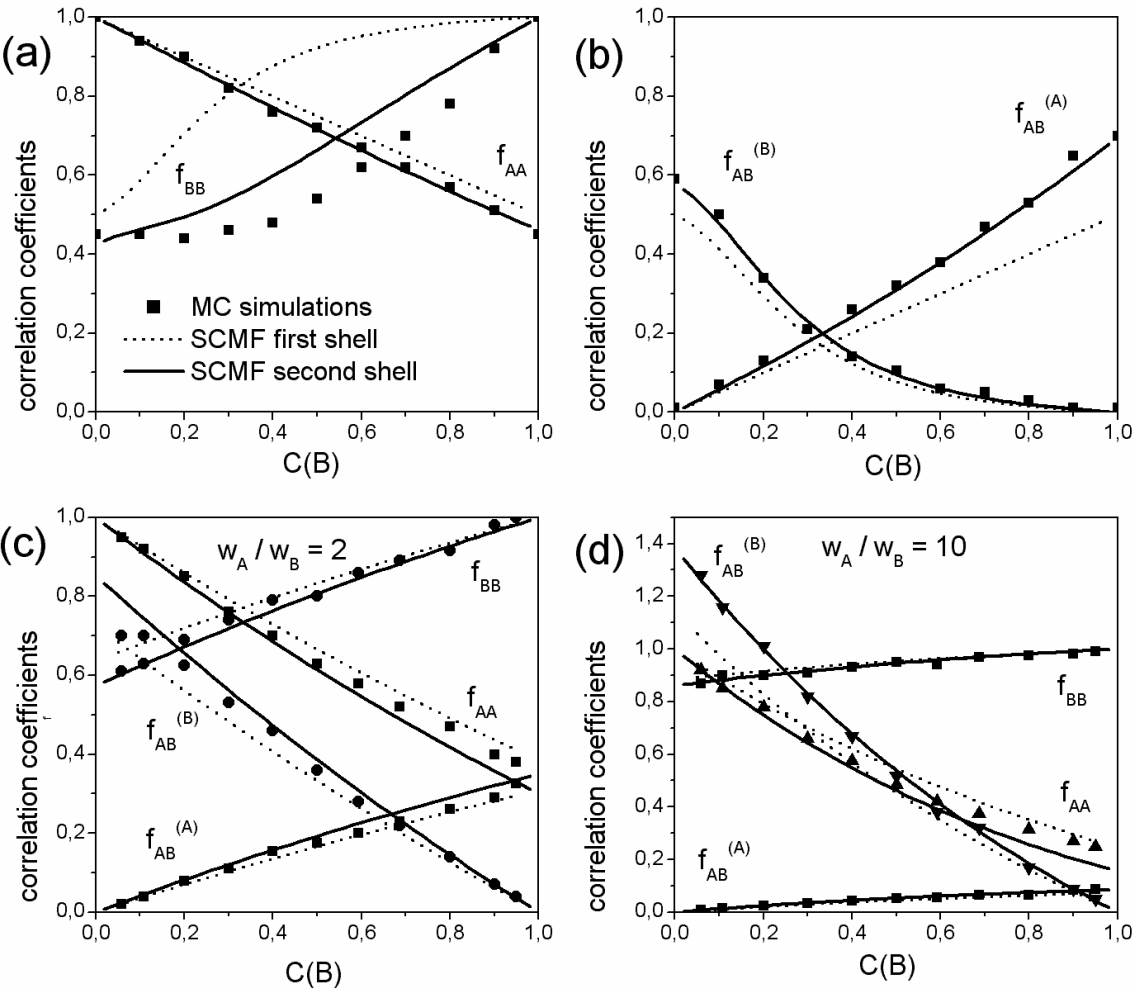 (a)
correlation coefficients
1,0
0,8
0,6
0,4
0,2
0,0
f_BB
f_AA
MC simulations
SCMF first shell
SCMF second shell
0,0 0,2 0,4 0,6 0,8 1,0
C(B)
(b)
correlation coefficients
1,0
0,8
0,6
0,4
0,2
0,0
f_AB^(B)
f_AB^(A)
0,0 0,2 0,4 0,6 0,8 1,0
C(B)
(c)
correlation coefficients
1,0
0,8
0,6
0,4
0,2
0,0
w_A / w_B = 2
f_BB
f_AA
f_AB^(B)
f_AB^(A)
0,0 0,2 0,4 0,6 0,8 1,0
C(B)
(d)
correlation coefficients
1,4
1,2
1,0
0,8
0,6
0,4
0,2
0,0
f_AB^(B)
w_A / w_B = 10
f_BB
f_AA
f_AB^(A)
0,0 0,2 0,4 0,6 0,8 1,0
C(B)